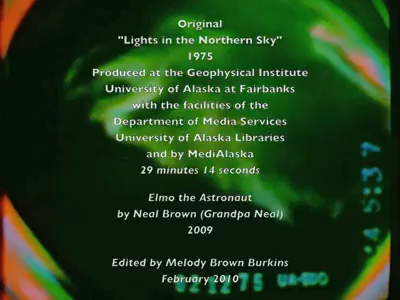 Original
"Lights in the Northern Sky"
1975
Produced at the Geophysical Institute
University of Alaska at Fairbanks
with the facilities of the
Department of Media Services
University of Alaska Libraries
and by MediAlaska
29 minutes 14 seconds
Elmo the Astronaut
by Neal Brown (Grandpa Neal)
2009
Edited by Melody Brown Burkins
February 2010